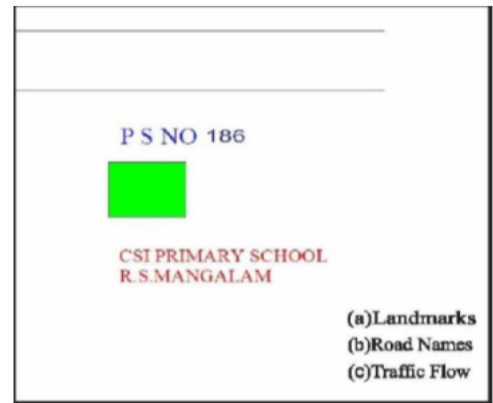 P S NO 186
CSI PRIMARY SCHOOL
R.S.MANGALAM
(a)Landmarks
(b)Road Names
(c)Traffic Flow